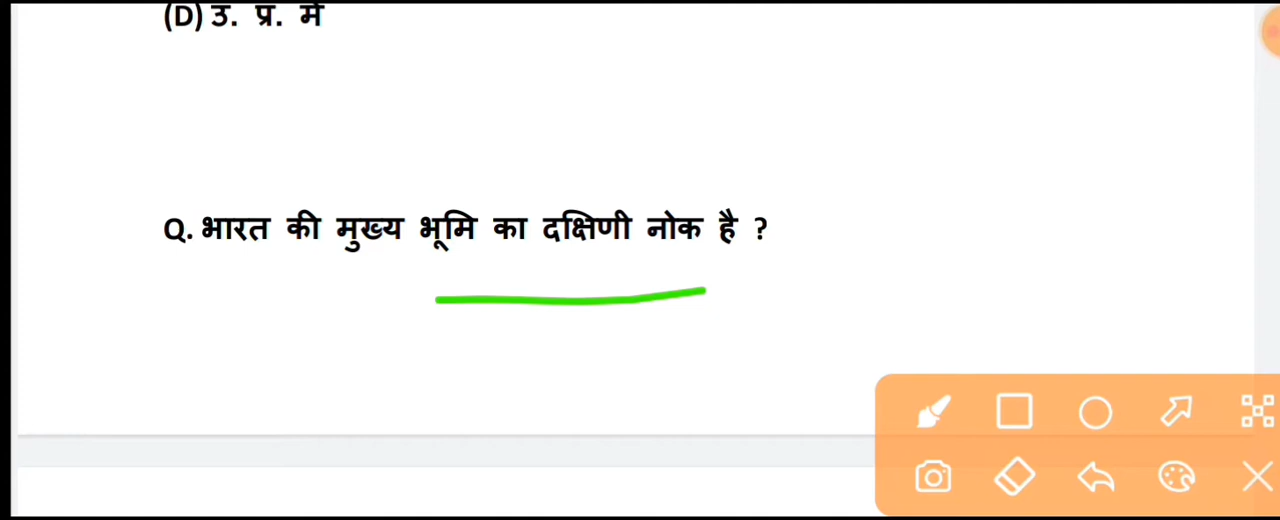 (D) उ. प्र. में
Q. भारत की मुख्य भूमि का दक्षिणी नोक है ?